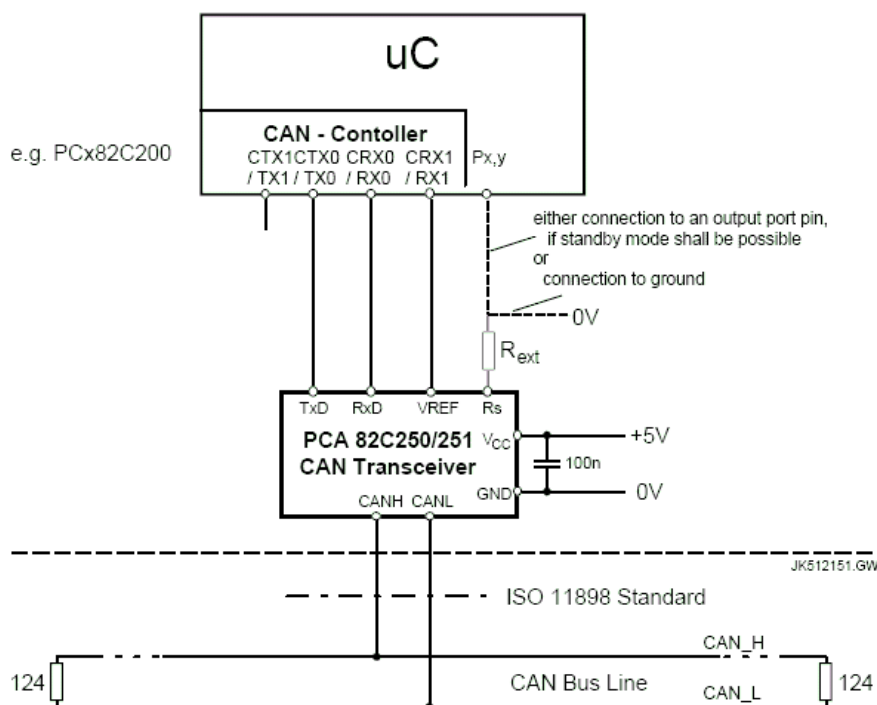 uC
CAN - Contoller
e.g. PCx82C200
CTX1 CTX0 CRX0 CRX1 Px,y
/ TX1 / TX0 / RX0 / RX1
either connection to an output port pin,
if standby mode shall be possible
or
connection to ground
0V
Rext
TxD RxD VREF Rs
PCA 82C250/251
CAN Transceiver
VCC
+5V
100n
GND
0V
CANH CANL
JK512151.GW
ISO 11898 Standard
CAN_H
124
CAN Bus Line
CAN_L
124